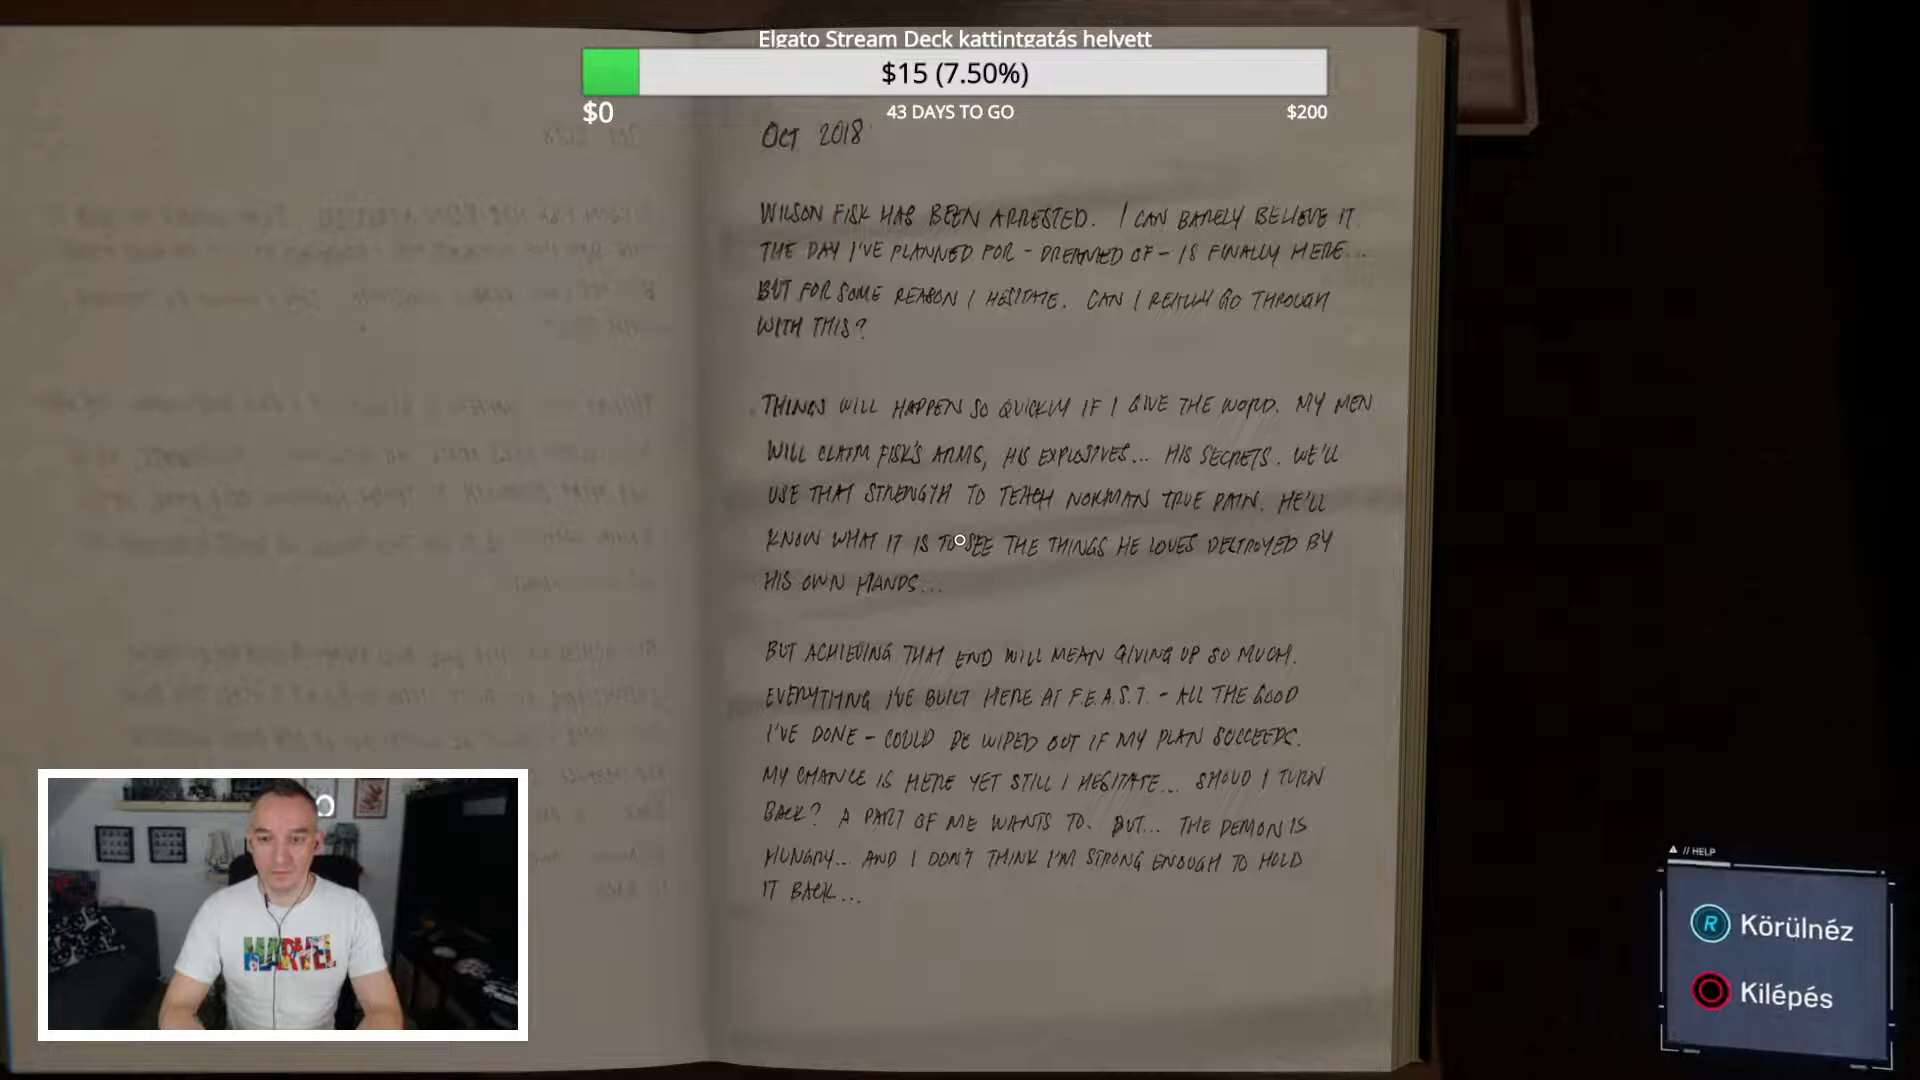 Elgato Stream Deck kattintgatás helyett
$15 (7.50%)
$0
43 DAYS TO GO
$200
OCT 2018
WILSON FISK HAS BEEN ARRESTED. I CAN BARELY BELIEVE IT.
THE DAY I'VE PLANNED FOR - DREAMED OF - IS FINALLY HERE...
BUT FOR SOME REASON I HESITATE. CAN I REALLY GO THROUGH
WITH THIS?
THINGS WILL HAPPEN SO QUICKLY IF I GIVE THE WORD. MY MEN
WILL CLAIM FISK'S ARMS, HIS EXPLOSIVES... HIS SECRETS. WE'LL
USE THAT STRENGTH TO TEACH NORMAN TRUE PAIN. HE'LL
KNOW WHAT IT IS TO SEE THE THINGS HE LOVES DESTROYED BY
HIS OWN HANDS...
BUT ACHIEVING THAT END WILL MEAN GIVING UP SO MUCH.
EVERYTHING I'VE BUILT HERE AT F.E.A.S.T. - ALL THE GOOD
I'VE DONE - COULD BE WIPED OUT IF MY PLAN SUCCEEDS.
MY CHANCE IS HERE YET STILL I HESITATE... SHOUD I TURN
BACK? A PART OF ME WANTS TO. BUT... THE DEMON IS
HUNGRY... AND I DON'T THINK I'M STRONG ENOUGH TO HOLD
IT BACK...
MARVEL
// HELP
R Körülnéz
Kilépés